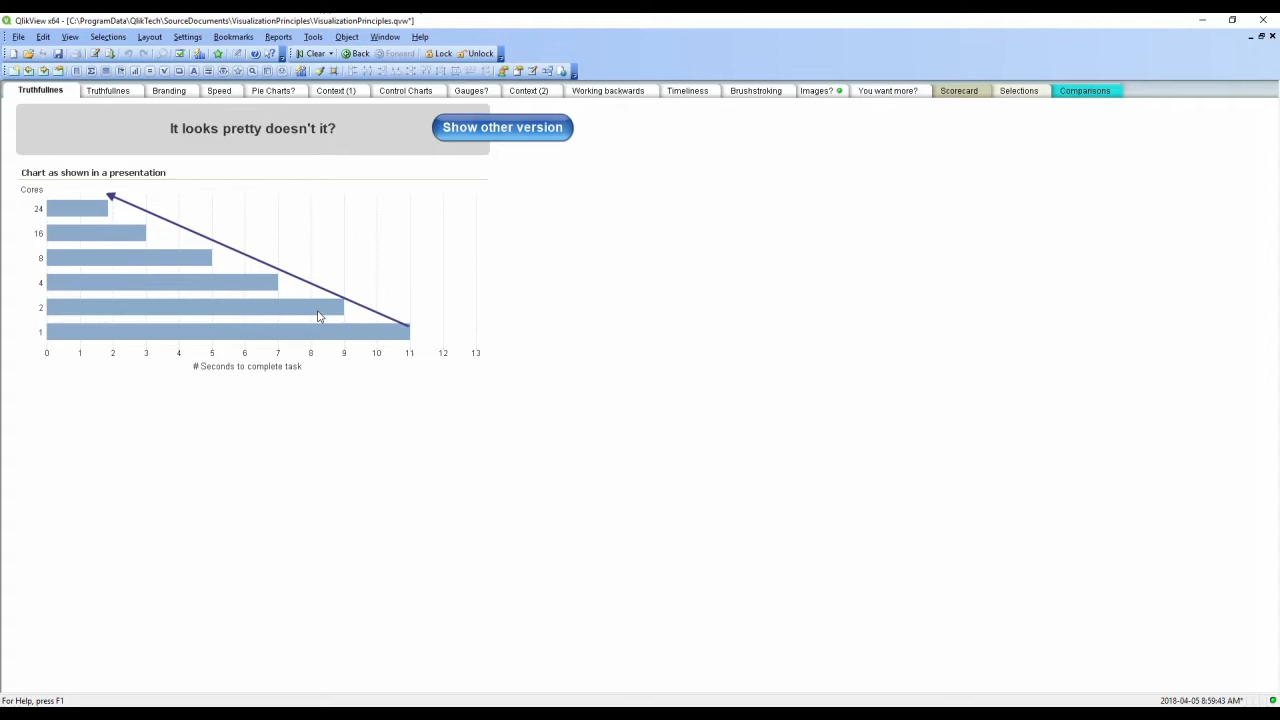 QlikView x64 - [C:\ProgramData\QlikTech\SourceDocuments\VisualizationPrinciples\VisualizationPrinciples.qvw*]
File Edit View Selections Layout Settings Bookmarks Reports Tools Object Window Help
Clear Back Forward Lock Unlock
Truthfullnes Truthfullnes Branding Speed Pie Charts? Context (1) Control Charts Gauges? Context (2) Working backwards Timeliness Brushstroking Images? You want more? Scorecard Selections Comparisons
It looks pretty doesn't it?
Show other version
Chart as shown in a presentation
Cores
24
16
8
4
2
1
0 1 2 3 4 5 6 7 8 9 10 11 12 13
# Seconds to complete task
For Help, press F1
2018-04-05 8:59:43 AM*